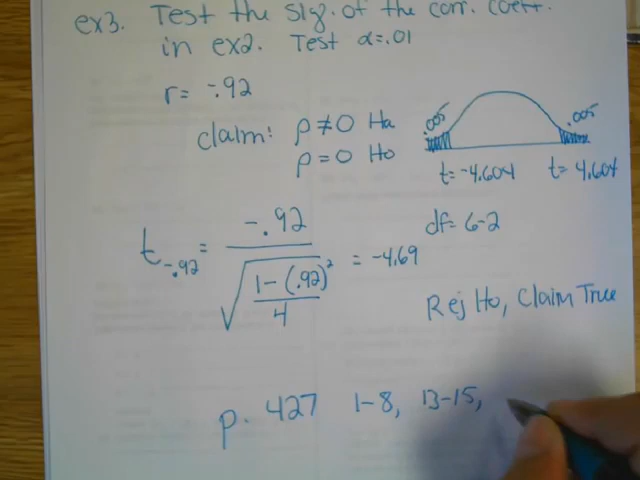 ex3. Test the sig. of the corr. coeff.
in ex2. Test α=.01
r= -.92
claim: ρ≠0 Ha
ρ=0 Ho
.005 .005
t=-4.604 t=4.604
df= 6-2
t-.92 = -.92 / √(1-(.92)² / 4) = -4.69
Rej Ho, Claim True
p. 427 1-8, 13-15,